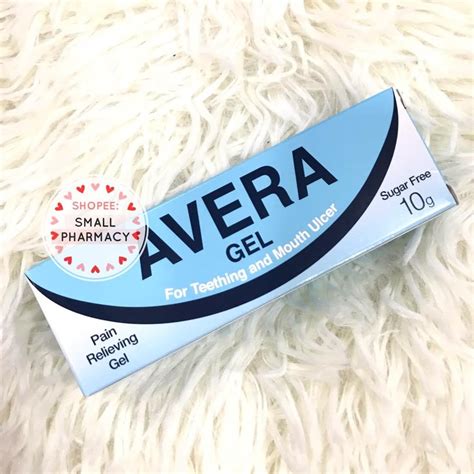 SHOPEE:
SMALL
PHARMACY
AVERA
GEL
For Teething and Mouth Ulcer
Sugar Free
10g
Pain
Relieving
Gel